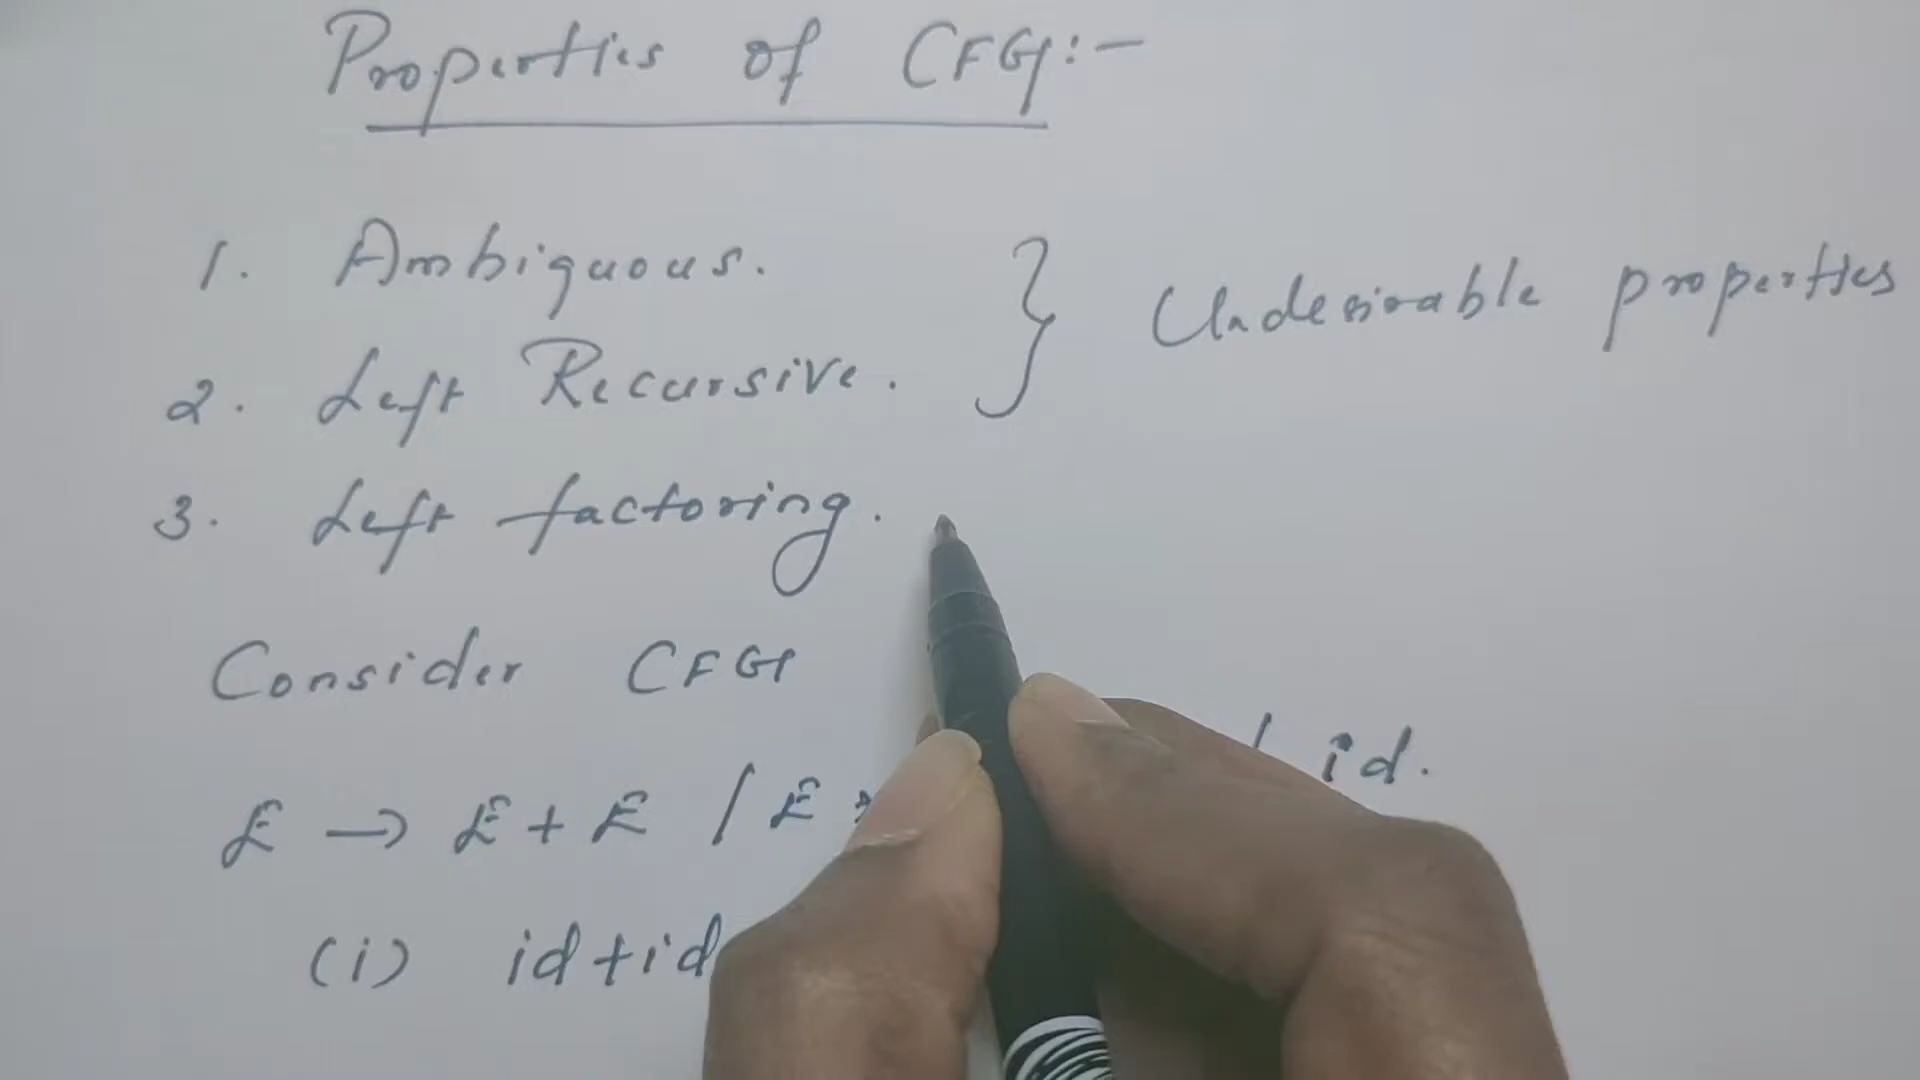 Properties of CFG:-
1. Ambiguous. } Undesirable properties
2. Left Recursive.
3. Left factoring.
Consider CFG
E → E + E / E * / id.
(i) id + id